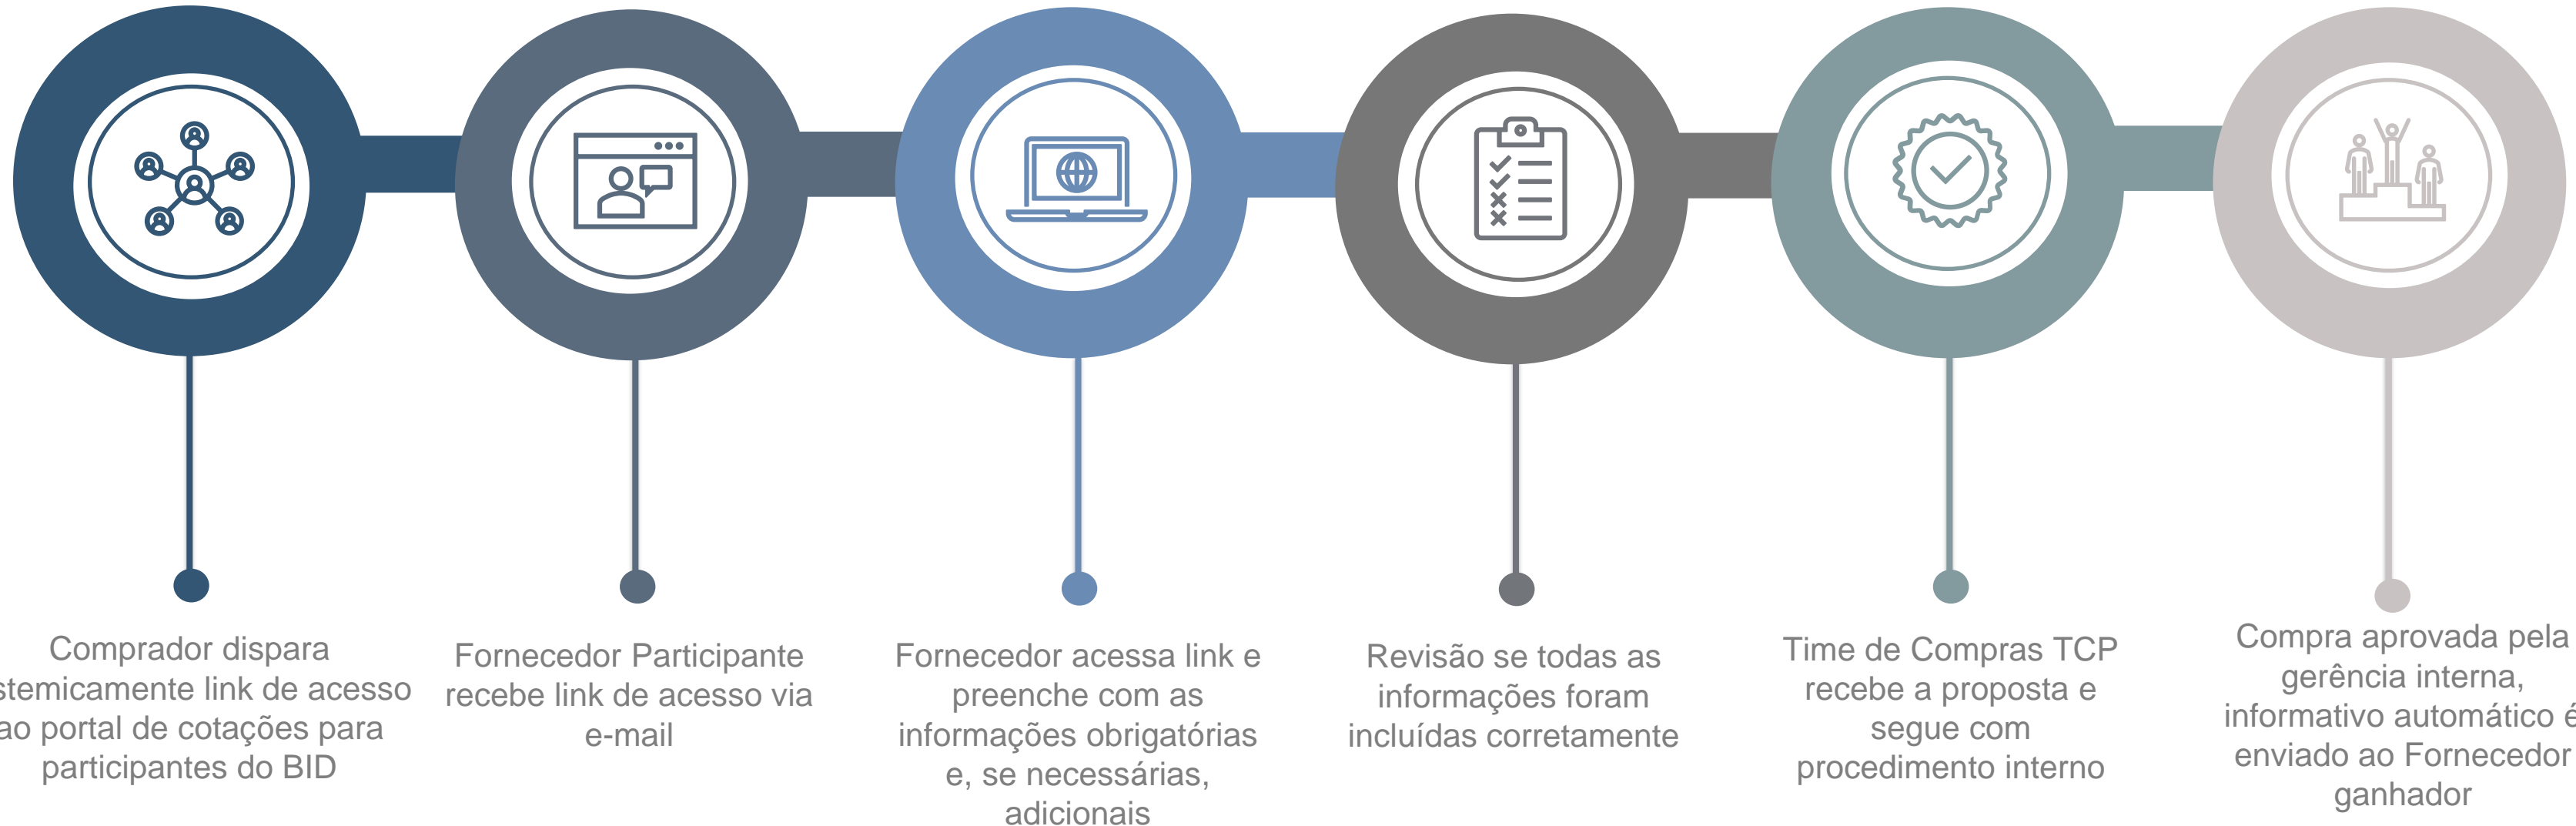 Comprador dispara
stemicamente link de acesso
ao portal de cotações para
participantes do BID
Fornecedor Participante
recebe link de acesso via
e-mail
Fornecedor acessa link e
preenche com as
informações obrigatórias
e, se necessárias,
adicionais
Revisão se todas as
informações foram
incluídas corretamente
Time de Compras TCP
recebe a proposta e
segue com
procedimento interno
Compra aprovada pela
gerência interna,
informativo automático é
enviado ao Fornecedor
ganhador